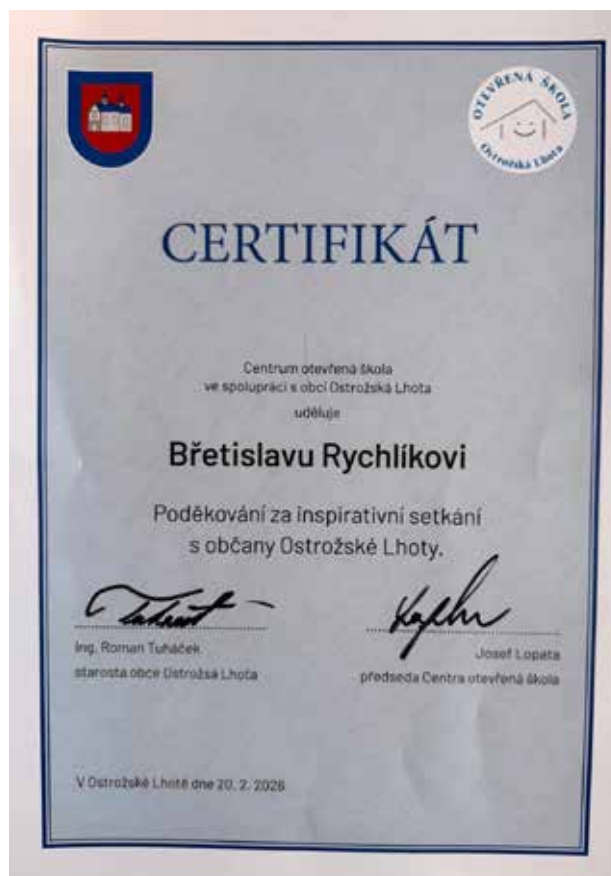 OTEVŘENÁ ŠKOLA
Ostrožská Lhota
CERTIFIKÁT
Centrum otevřená škola
ve spolupráci s obcí Ostrožská Lhota
uděluje
Břetislavu Rychlíkovi
Poděkování za inspirativní setkání
s občany Ostrožské Lhoty.
Ing. Roman Tuháček
starosta obce Ostrožsá Lhota
Josef Lopata
předseda Centra otevřená škola
V Ostrožské Lhotě dne 20. 2. 2026